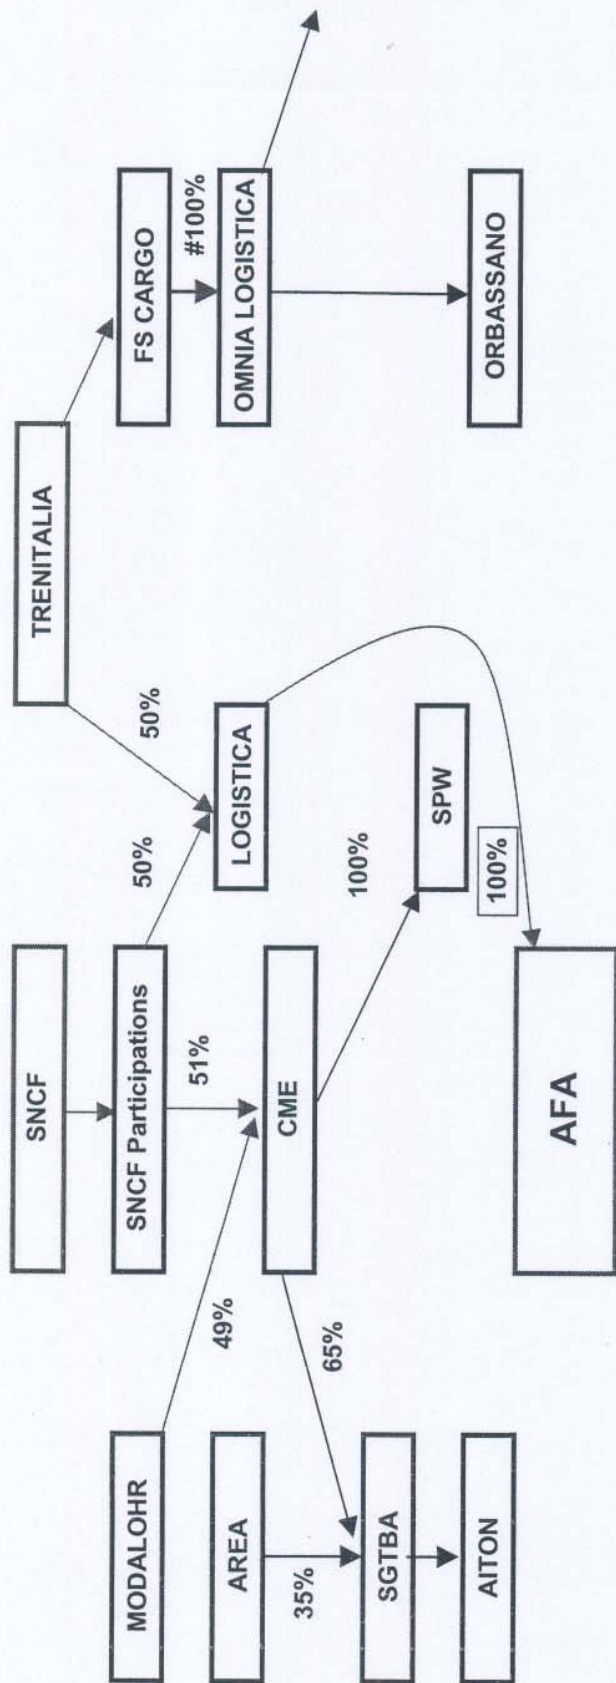 SNCF
TRENITALIA
MODALOHR
SNCF Participations
FS CARGO
50%
50%
#100%
49%
51%
AREA
CME
LOGISTICA
OMNIA LOGISTICA
35%
65%
100%
SGTBA
SPW
AITON
100%
ORBASSANO
AFA